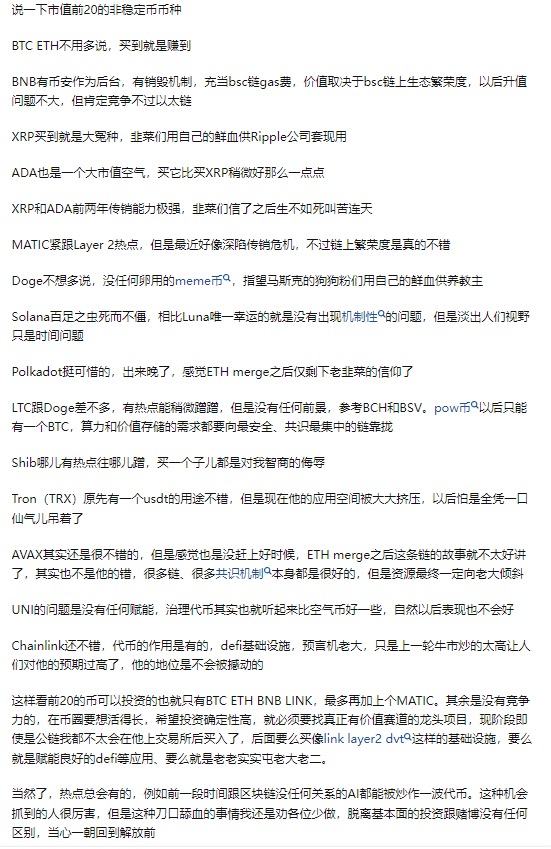 说一下市值前20的非稳定币币种
BTC ETH不用多说，买到就是赚到
BNB有币安作为后台，有销毁机制，充当bsc链gas费，价值取决于bsc链上生态繁荣度，以后升值
问题不大，但肯定竞争不过以太链
XRP买到就是大冤种，韭菜们用自己的鲜血供Ripple公司套现用
ADA也是一个大市值空气，买它比买XRP稍微好那么一点点
XRP和ADA前两年传销能力极强，韭菜们信了之后生不如死叫苦连天
MATIC紧跟Layer 2热点，但是最近好像深陷传销危机，不过链上繁荣度是真的不错
Doge不想多说，没任何卵用的meme币，指望马斯克的狗狗粉们用自己的鲜血供养教主
Solana百足之虫死而不僵，相比Luna唯一幸运的就是没有出现机制性的问题，但是淡出人们视野
只是时间问题
Polkadot挺可惜的，出来晚了，感觉ETH merge之后仅剩下老韭菜的信仰了
LTC跟Doge差不多，有热点能稍微蹭蹭，但是没有任何前景，参考BCH和BSV。pow币以后只能
有一个BTC，算力和价值存储的需求都要向最安全、共识最集中的链靠拢
Shib哪儿有热点往哪儿蹭，买一个子儿都是对我智商的侮辱
Tron（TRX）原先有一个usdt的用途不错，但是现在他的应用空间被大大挤压，以后怕是全凭一口
仙气儿吊着了
AVAX其实还是很不错的，但是感觉也是没赶上好时候，ETH merge之后这条链的故事就不太好讲
了，其实也不是他的错，很多链、很多共识机制本身都是很好的，但是资源最终一定向老大倾斜
UNI的问题是没有任何赋能，治理代币其实也就听起来比空气币好一些，自然以后表现也不会好
Chainlink还不错，代币的作用是有的，defi基础设施，预言机老大，只是上一轮牛市炒的太高让人
们对他的预期过高了，他的地位是不会被撼动的
这样看前20的币可以投资的也就只有BTC ETH BNB LINK，最多再加上个MATIC。其余是没有竞争
力的，在币圈要想活得长，希望投资确定性高，就必须要找真正有价值赛道的龙头项目，现阶段即
使是公链我都不太会在他上交易所后买入了，后面要么买像link layer2 dvt这样的基础设施，要么
就是赋能良好的defi等应用、要么就是老老实实屯老大老二。
当然了，热点总会有的，例如前一段时间跟区块链没任何关系的AI都能被炒作一波代币。这种机会
抓到的人很厉害，但是这种刀口舔血的事情我还是劝各位少做，脱离基本面的投资跟赌博没有任何
区别，当心一朝回到解放前